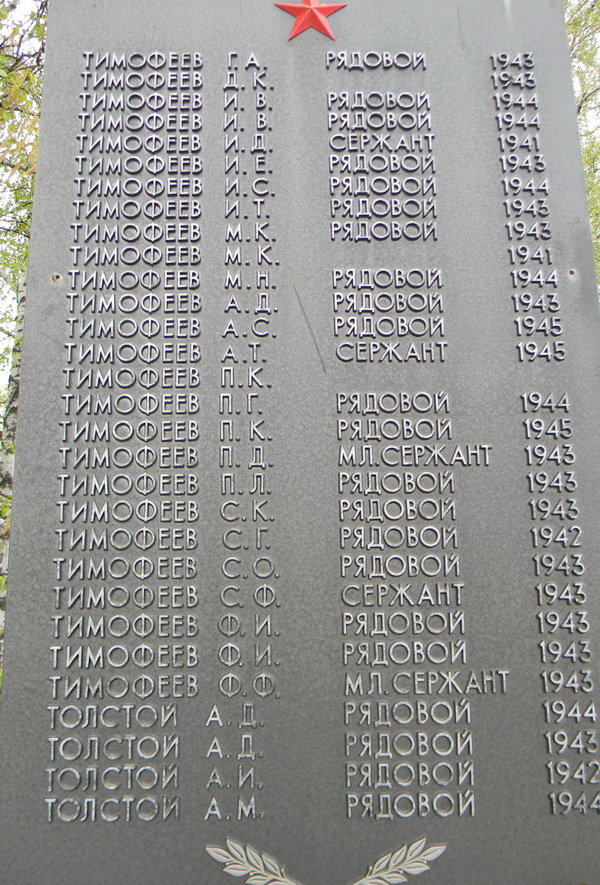 ТИМОФЕЕВ Г.А. РЯДОВОЙ 1943
ТИМОФЕЕВ Д.К. 1943
ТИМОФЕЕВ И.В. РЯДОВОЙ 1944
ТИМОФЕЕВ И.В. РЯДОВОЙ 1944
ТИМОФЕЕВ И.Д. СЕРЖАНТ 1941
ТИМОФЕЕВ И.Е. РЯДОВОЙ 1943
ТИМОФЕЕВ И.С. РЯДОВОЙ 1944
ТИМОФЕЕВ И.Т. РЯДОВОЙ 1943
ТИМОФЕЕВ М.К. РЯДОВОЙ 1943
ТИМОФЕЕВ М.К. 1941
ТИМОФЕЕВ М.Н. РЯДОВОЙ 1944
ТИМОФЕЕВ А.Д. РЯДОВОЙ 1943
ТИМОФЕЕВ А.С. РЯДОВОЙ 1945
ТИМОФЕЕВ А.Т. СЕРЖАНТ 1945
ТИМОФЕЕВ П.К.
ТИМОФЕЕВ П.Г. РЯДОВОЙ 1944
ТИМОФЕЕВ П.К. РЯДОВОЙ 1945
ТИМОФЕЕВ П.Д. МЛ.СЕРЖАНТ 1943
ТИМОФЕЕВ П.Л. РЯДОВОЙ 1943
ТИМОФЕЕВ С.К. РЯДОВОЙ 1943
ТИМОФЕЕВ С.Г. РЯДОВОЙ 1942
ТИМОФЕЕВ С.О. РЯДОВОЙ 1943
ТИМОФЕЕВ С.Ф. СЕРЖАНТ 1943
ТИМОФЕЕВ Ф.И. РЯДОВОЙ 1943
ТИМОФЕЕВ Ф.И. РЯДОВОЙ 1943
ТИМОФЕЕВ Ф.Ф. МЛ.СЕРЖАНТ 1943
ТОЛСТОЙ А.Д. РЯДОВОЙ 1944
ТОЛСТОЙ А.Д. РЯДОВОЙ 1943
ТОЛСТОЙ А.И. РЯДОВОЙ 1942
ТОЛСТОЙ А.М. РЯДОВОЙ 1944